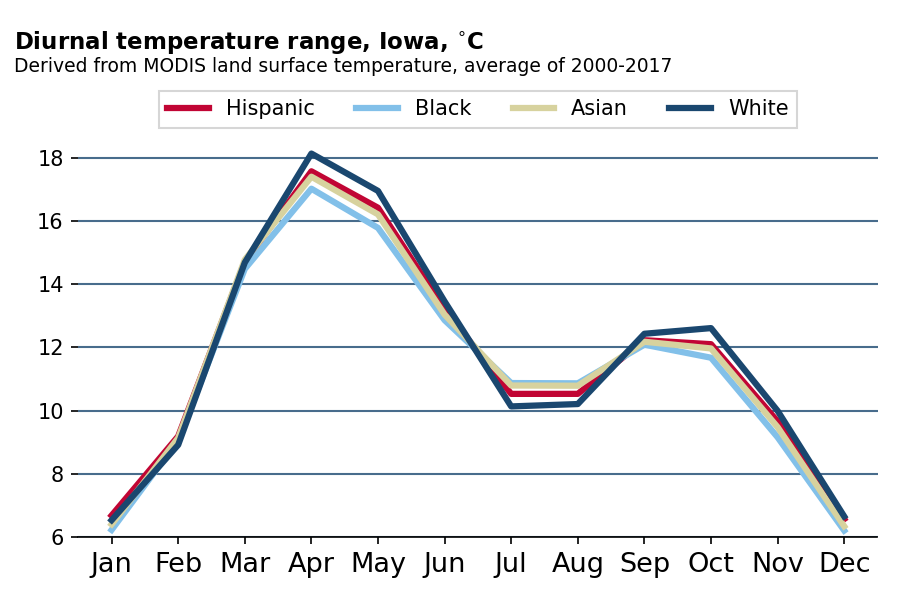 Diurnal temperature range, Iowa, °C
Derived from MODIS land surface temperature, average of 2000-2017
Hispanic Black Asian White
18
16
14
12
10
8
6
Jan Feb Mar Apr May Jun Jul Aug Sep Oct Nov Dec